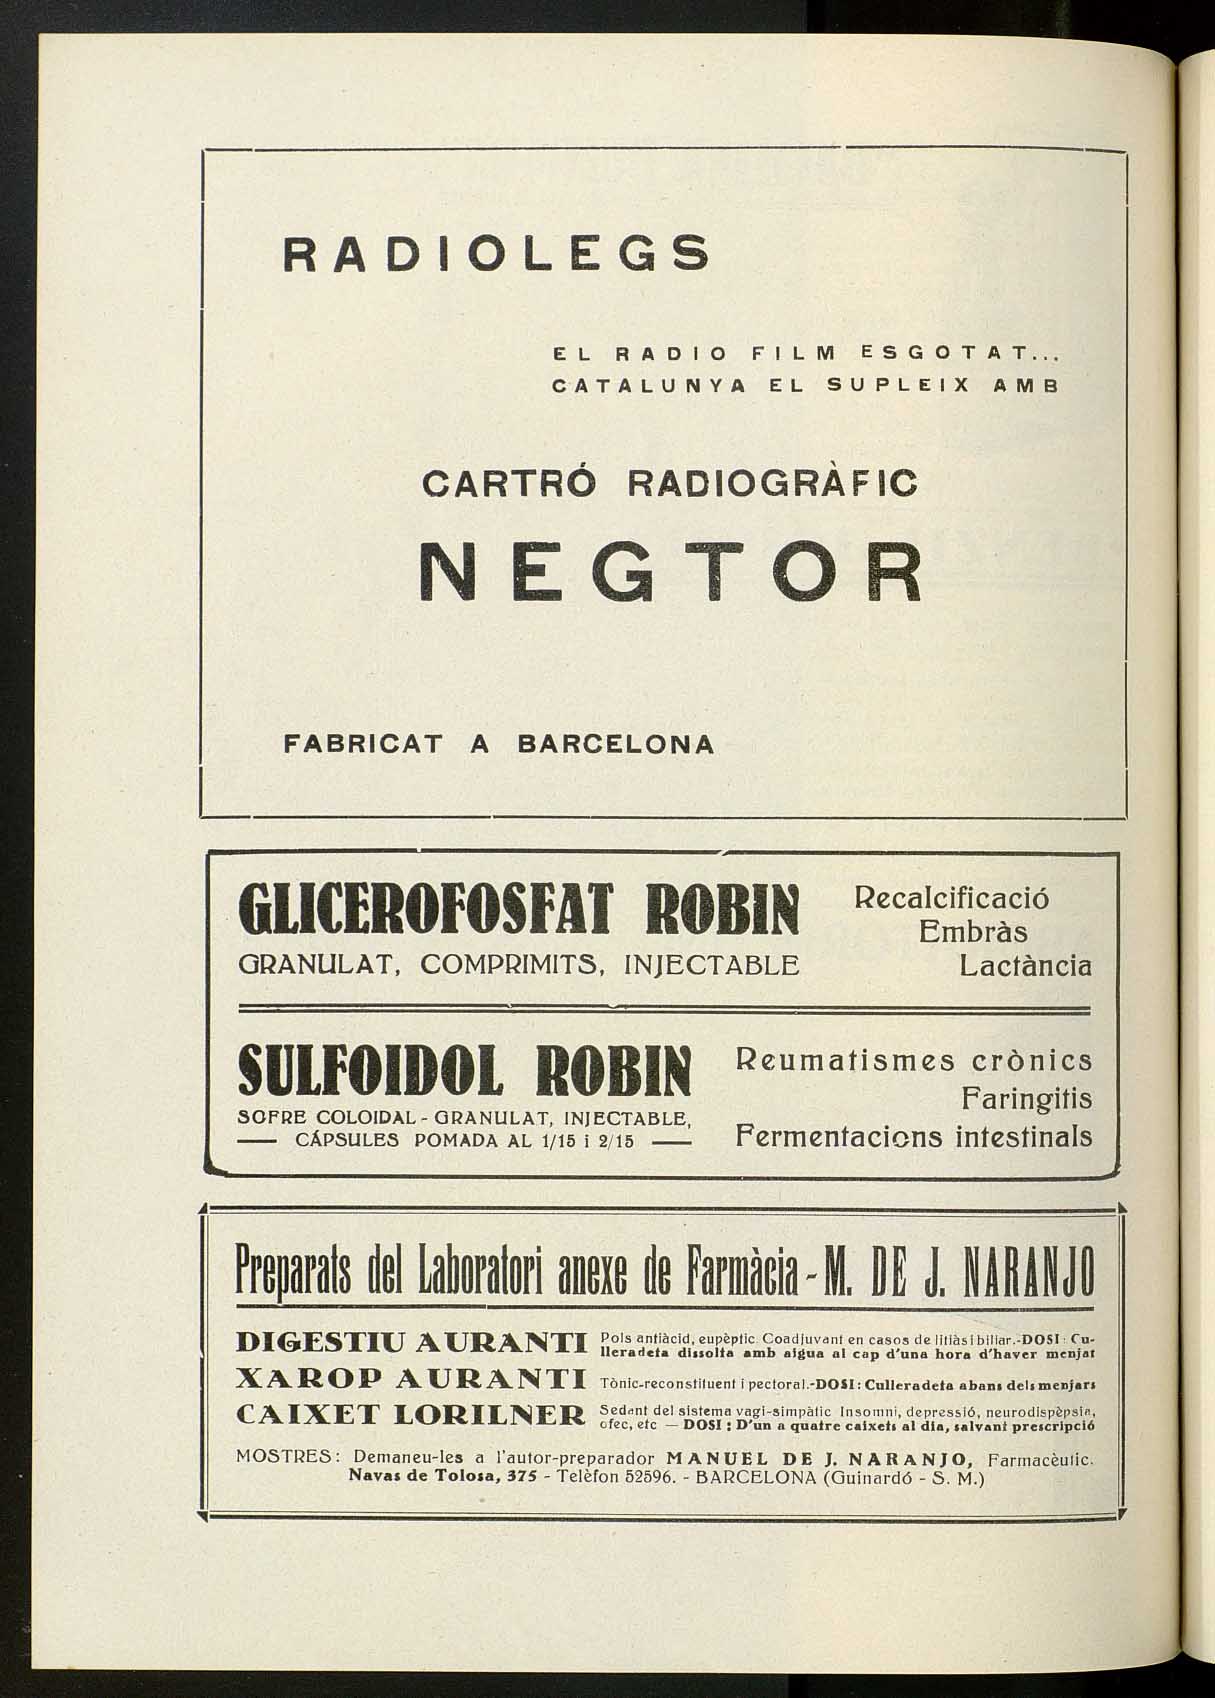 RADIOLEGS
EL RADIO FILM ESGOTAT...
CATALUNYA EL SUPLEIX AMB
CARTRÓ RADIOGRÀFIC
NEGTOR
FABRICAT A BARCELONA
GLICEROFOSFAT ROBIN
GRANULAT, COMPRIMITS, INJECTABLE
Recalcificació
Embràs
Lactància
SULFOIDOL ROBIN
SOFRE COLOIDAL - GRANULAT, INJECTABLE,
— CÁPSULES POMADA AL 1/15 i 2/15 —
Reumatismes crònics
Faringitis
Fermentacions intestinals
Preparats del Laboratori anexe de Farmàcia - M. DE J. NARANJO
DIGESTIU AURANTI Pols antiàcid, eupèptic. Coadjuvant en casos de litiàsi biliar.-DOSI: Cu-
lleradeta dissolta amb aigua al cap d'una hora d'haver menjat
XAROP AURANTI Tònic-reconstituent i pectoral.-DOSI: Culleradeta abans dels menjars
CAIXET LORILNER Sedant del sistema vagi-simpàtic Insomni, depressió, neurodispèpsia,
ofec, etc — DOSI: D'un a quatre caixets al dia, salvant prescripció
MOSTRES: Demaneu-les a l'autor-preparador MANUEL DE J. NARANJO, Farmacèutic.
Navas de Tolosa, 375 - Telèfon 52596. - BARCELONA (Guinardó - S. M.)